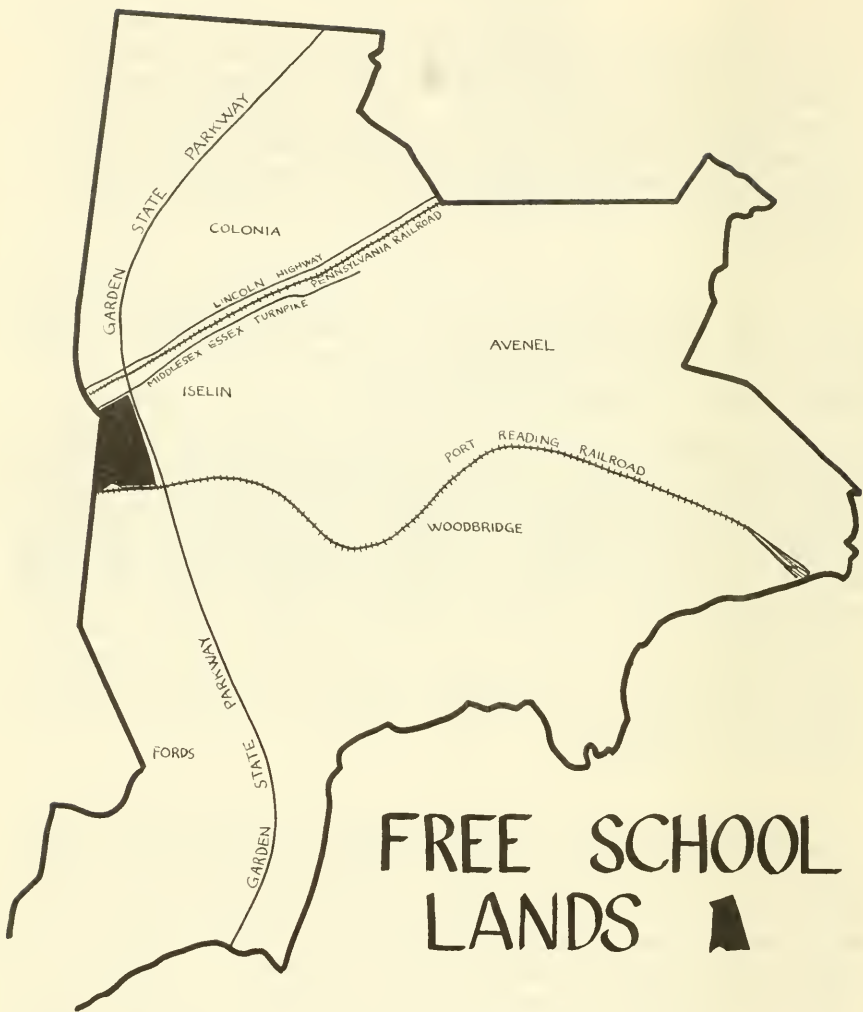 GARDEN STATE PARKWAY
COLONIA
LINCOLN HIGHWAY
PENNSYLVANIA RAILROAD
MIDDLESEX ESSEX TURNPIKE
AVENEL
ISELIN
PORT READING RAILROAD
WOODBRIDGE
GARDEN STATE PARKWAY
FORDS
FREE SCHOOL
LANDS